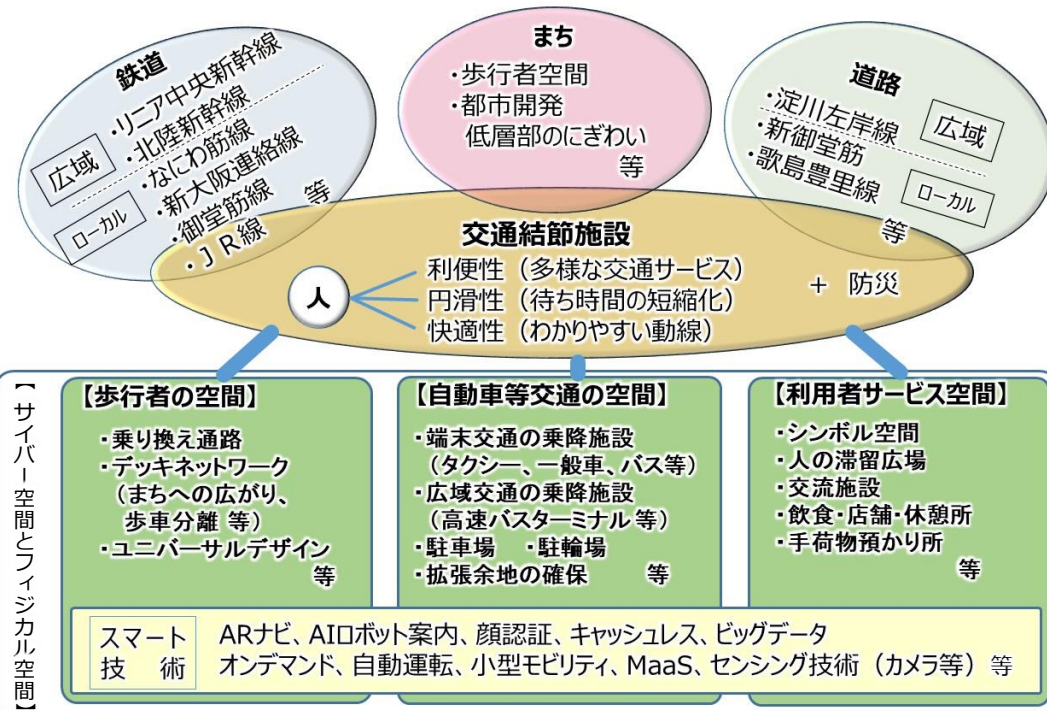 鉄道
広域
・リニア中央新幹線
・北陸新幹線
ローカル
・なにわ筋線
・新大阪連絡線
・御堂筋線
・JR線
等
まち
・歩行者空間
・都市開発
低層部のにぎわい
等
道路
・淀川左岸線
広域
・新御堂筋
・歌島豊里線
ローカル
等
交通結節施設
人
利便性（多様な交通サービス）
円滑性（待ち時間の短縮化）
快適性（わかりやすい動線）
+ 防災
【サイバー空間とフィジカル空間】
【歩行者の空間】
・乗り換え通路
・デッキネットワーク
（まちへの広がり、
歩車分離 等）
・ユニバーサルデザイン
等
【自動車等交通の空間】
・端末交通の乗降施設
（タクシー、一般車、バス等）
・広域交通の乗降施設
（高速バスターミナル 等）
・駐車場 ・駐輪場
・拡張余地の確保 等
【利用者サービス空間】
・シンボル空間
・人の滞留広場
・交流施設
・飲食・店舗・休憩所
・手荷物預かり所
等
スマート
技 術
ARナビ、AIロボット案内、顔認証、キャッシュレス、ビッグデータ
オンデマンド、自動運転、小型モビリティ、MaaS、センシング技術（カメラ等）等